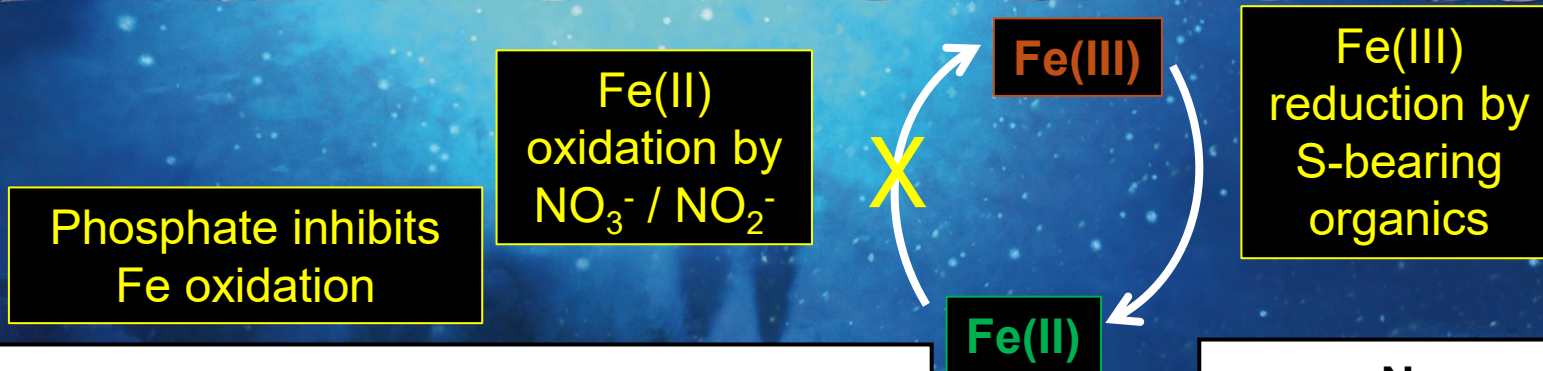 Phosphate inhibits
Fe oxidation
Fe(II)
oxidation by
NO₃⁻ / NO₂⁻
X
Fe(III)
Fe(II)
Fe(III)
reduction by
S-bearing
organics